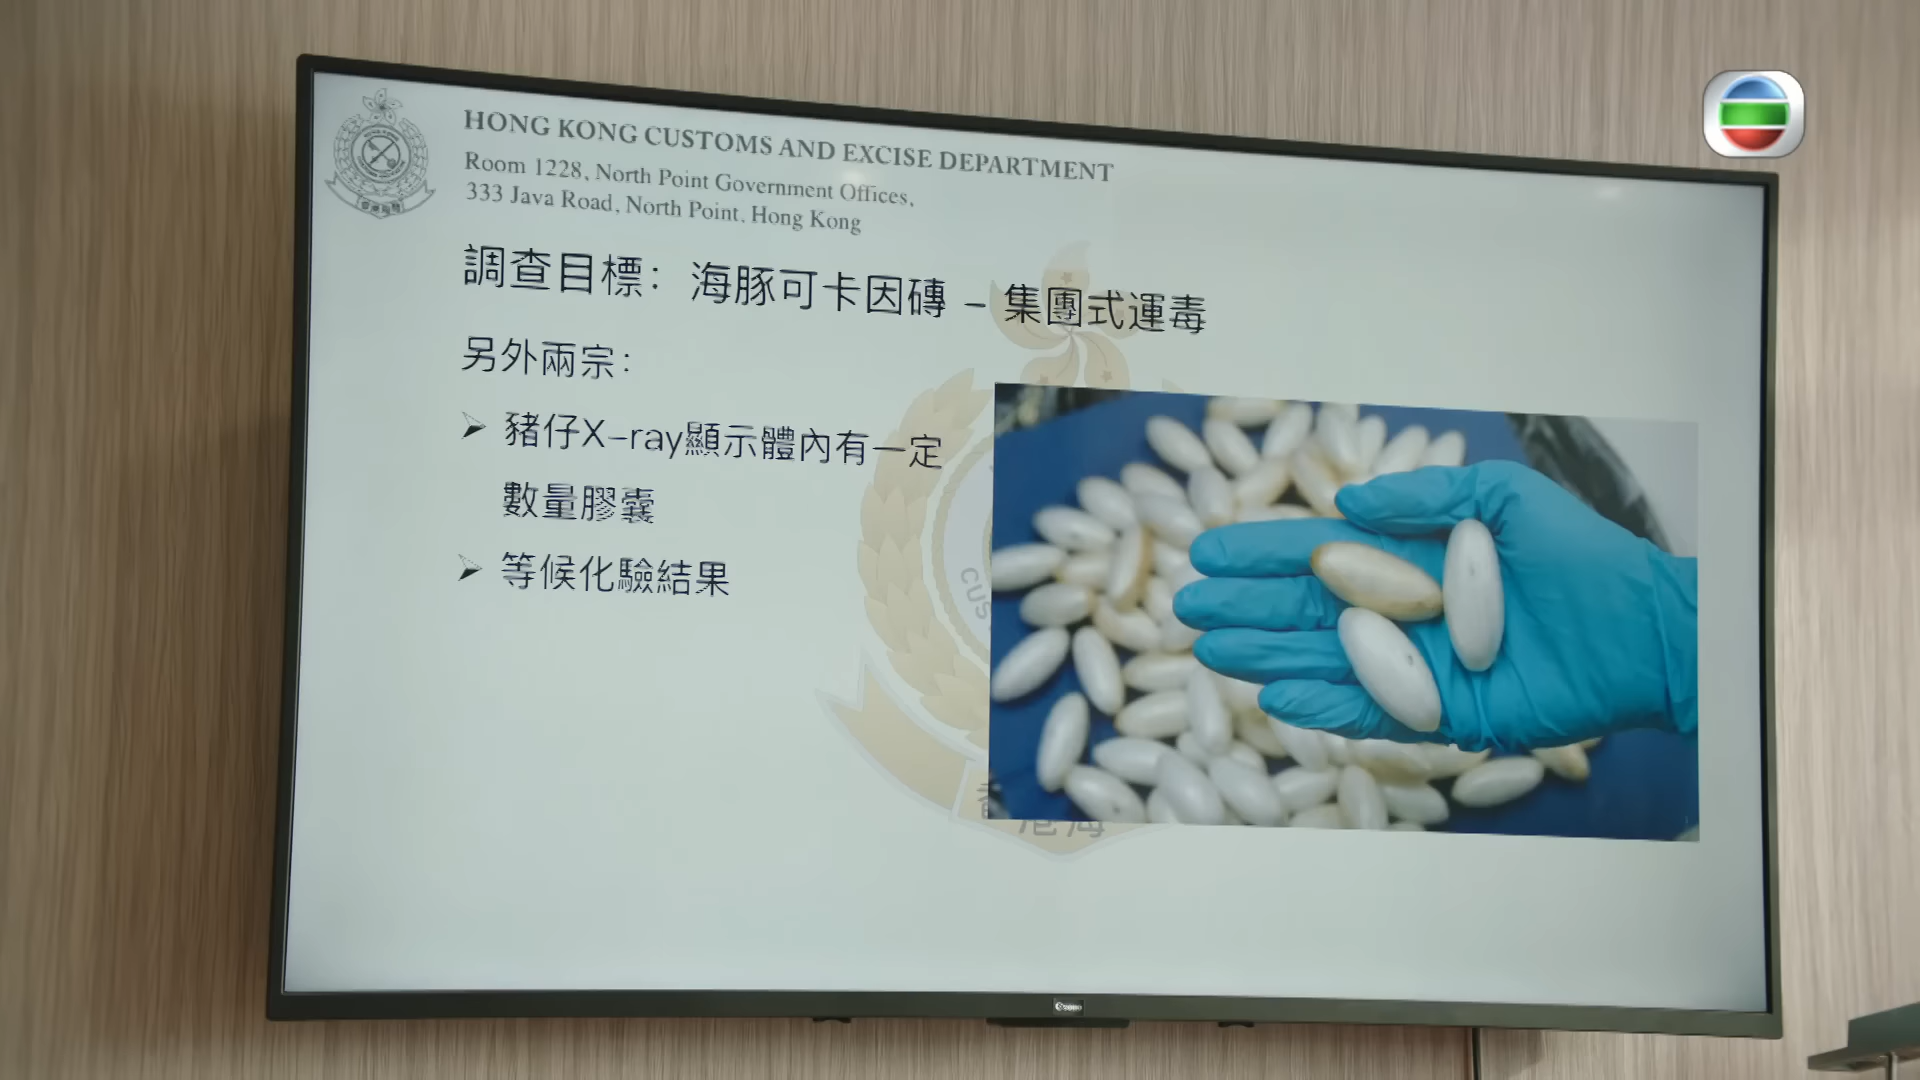 HONG KONG CUSTOMS AND EXCISE DEPARTMENT
Room 1228, North Point Government Offices,
333 Java Road, North Point, Hong Kong
調查目標：海豚可卡因磚 – 集團式運毒
另外兩宗：
➢ 豬仔X-ray顯示體內有一定
數量膠囊
➢ 等候化驗結果
CUS
港海